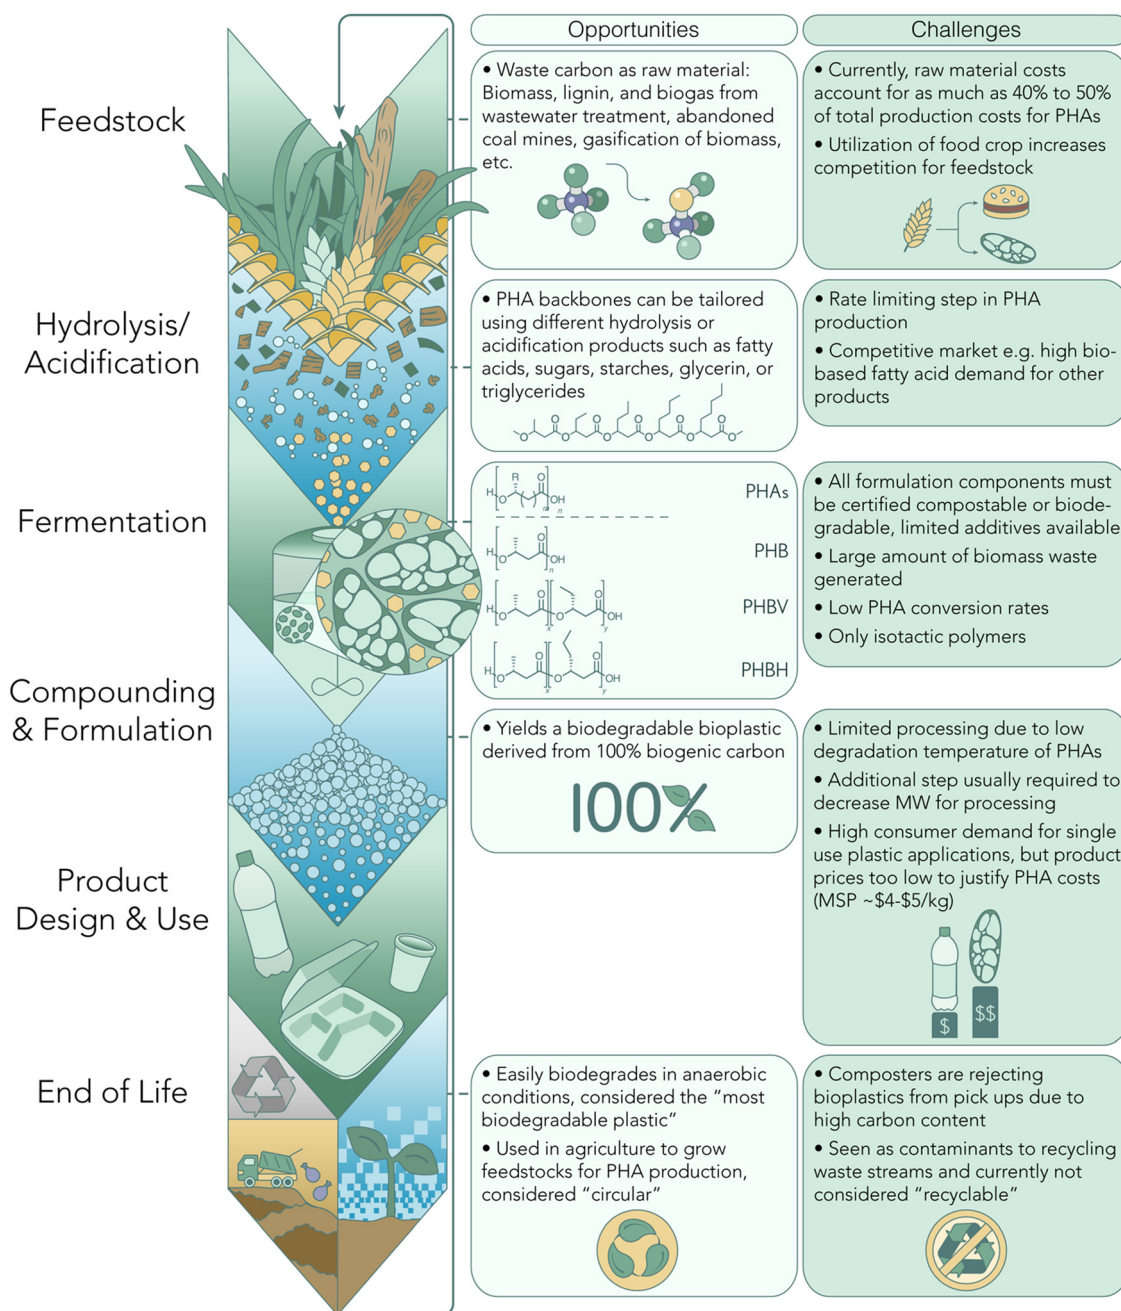 Opportunities
Challenges
Feedstock
• Waste carbon as raw material:
Biomass, lignin, and biogas from
wastewater treatment, abandoned
coal mines, gasification of biomass,
etc.
• Currently, raw material costs
account for as much as 40% to 50%
of total production costs for PHAs
• Utilization of food crop increases
competition for feedstock
Hydrolysis/
Acidification
• PHA backbones can be tailored
using different hydrolysis or
acidification products such as fatty
acids, sugars, starches, glycerin, or
triglycerides
O O O O O
O O O O O O
• Rate limiting step in PHA
production
• Competitive market e.g. high bio-
based fatty acid demand for other
products
Fermentation
R O
H O OH
m n
PHAs
O
H O OH
n
PHB
O O
H O O OH
x y
PHBV
O O
H O O OH
x y
PHBH
• All formulation components must
be certified compostable or biode-
gradable, limited additives available
• Large amount of biomass waste
generated
• Low PHA conversion rates
• Only isotactic polymers
Compounding
& Formulation
• Yields a biodegradable bioplastic
derived from 100% biogenic carbon
100%
• Limited processing due to low
degradation temperature of PHAs
• Additional step usually required to
decrease MW for processing
• High consumer demand for single
use plastic applications, but product
prices too low to justify PHA costs
(MSP ~$4-$5/kg)
$ $$
Product
Design & Use
End of Life
• Easily biodegrades in anaerobic
conditions, considered the “most
biodegradable plastic”
• Used in agriculture to grow
feedstocks for PHA production,
considered “circular”
• Composters are rejecting
bioplastics from pick ups due to
high carbon content
• Seen as contaminants to recycling
waste streams and currently not
considered “recyclable”